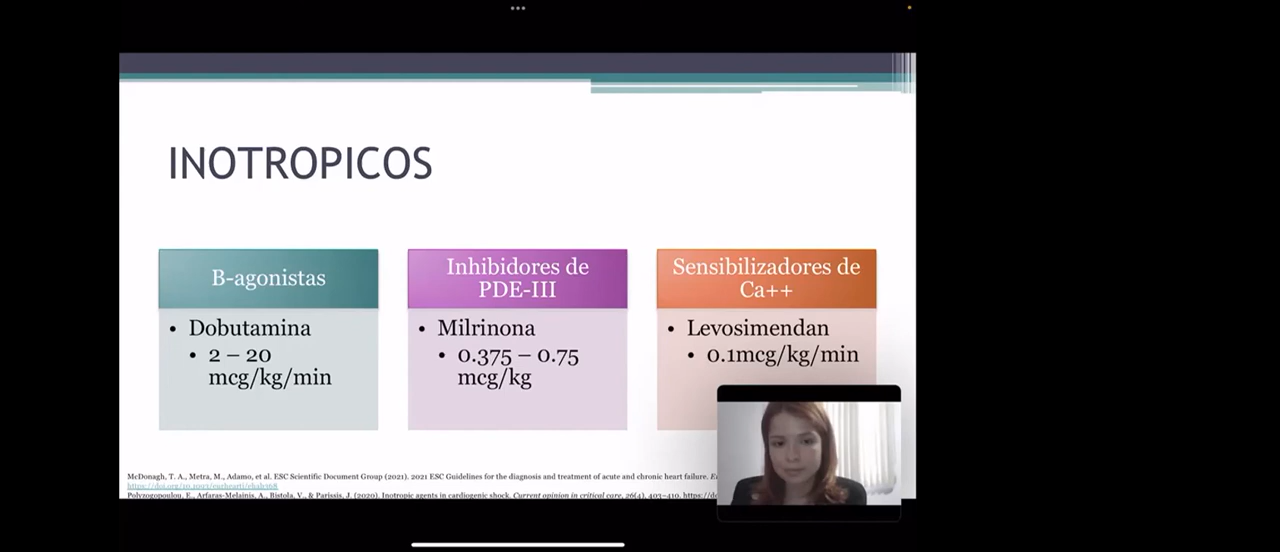 INOTROPICOS
B-agonistas
• Dobutamina
• 2 – 20
mcg/kg/min
Inhibidores de
PDE-III
• Milrinona
• 0.375 – 0.75
mcg/kg
Sensibilizadores de
Ca++
• Levosimendan
• 0.1mcg/kg/min
McDonagh, T. A., Metra, M., Adamo, et al. ESC Scientific Document Group (2021). 2021 ESC Guidelines for the diagnosis and treatment of acute and chronic heart failure.
Polyzogopoulou, E., Arfaras-Melainis, A., Bistola, V., & Parissis, J. (2020). Inotropic agents in cardiogenic shock. Current opinion in critical care, 26(4), 403–410.